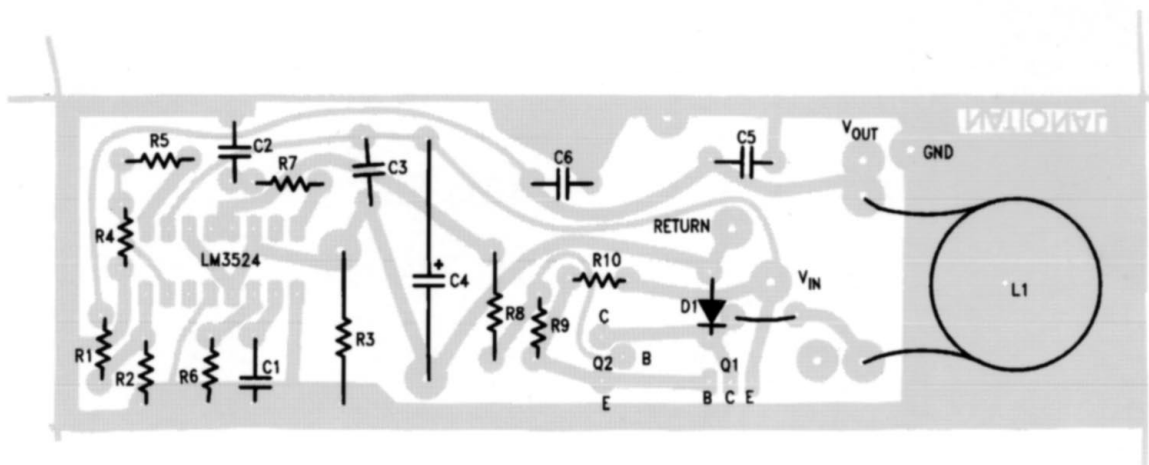 NATIONAL
R5
C2
R7
C3
C6
C5
VOUT
GND
R4
LM3524
RETURN
C4
R10
VIN
L1
R8
R9
D1
R1
R2
R6
C1
R3
C
Q2
B
Q1
E
B C E